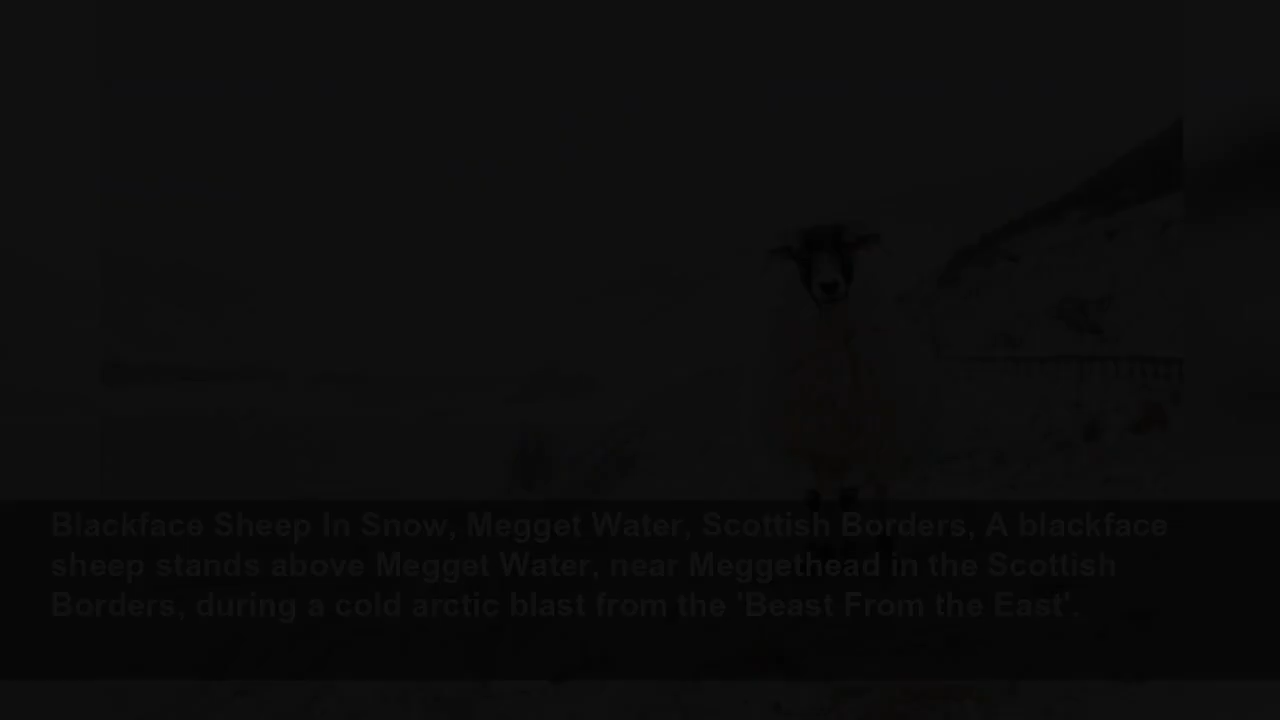 Blackface Sheep In Snow, Megget Water, Scottish Borders, A blackface
sheep stands above Megget Water, near Meggethead in the Scottish
Borders, during a cold arctic blast from the 'Beast From the East'.